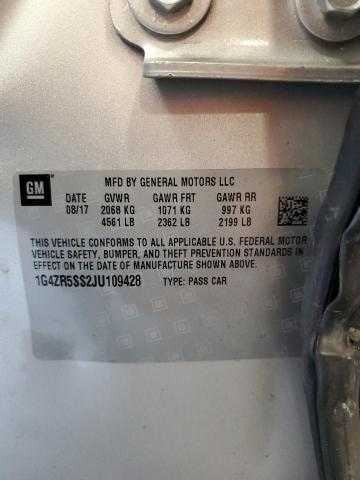 GM
MFD BY GENERAL MOTORS LLC
DATE GVWR GAWR FRT GAWR RR
08/17 2068 KG 1071 KG 997 KG
4561 LB 2362 LB 2199 LB
THIS VEHICLE CONFORMS TO ALL APPLICABLE U.S. FEDERAL MOTOR
VEHICLE SAFETY, BUMPER, AND THEFT PREVENTION STANDARDS IN
EFFECT ON THE DATE OF MANUFACTURE SHOWN ABOVE.
1G4ZR5SS2JU109428 TYPE: PASS CAR